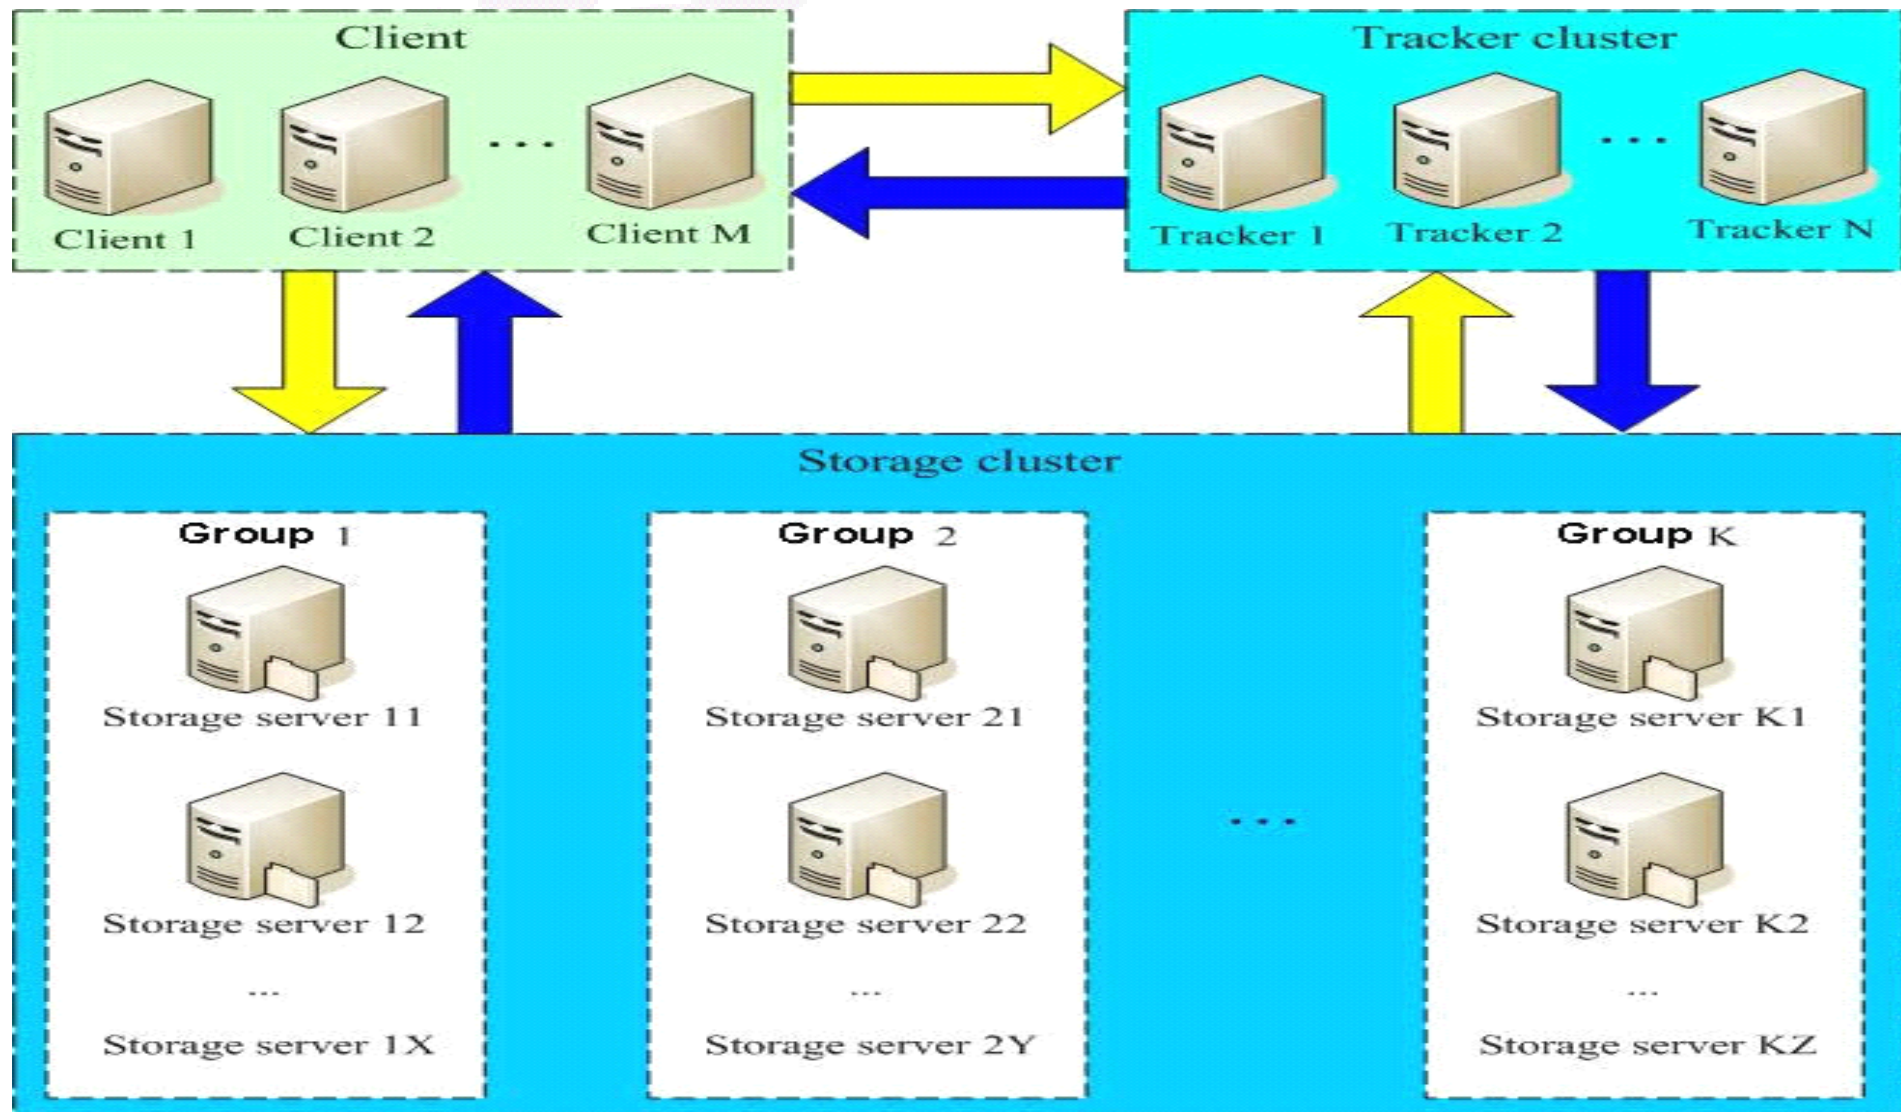 Client
Tracker cluster
...
...
Client 1
Client 2
Client M
Tracker 1
Tracker 2
Tracker N
Storage cluster
Group 1
Group 2
Group K
Storage server 11
Storage server 21
Storage server K1
...
Storage server 12
Storage server 22
Storage server K2
...
...
...
Storage server 1X
Storage server 2Y
Storage server KZ